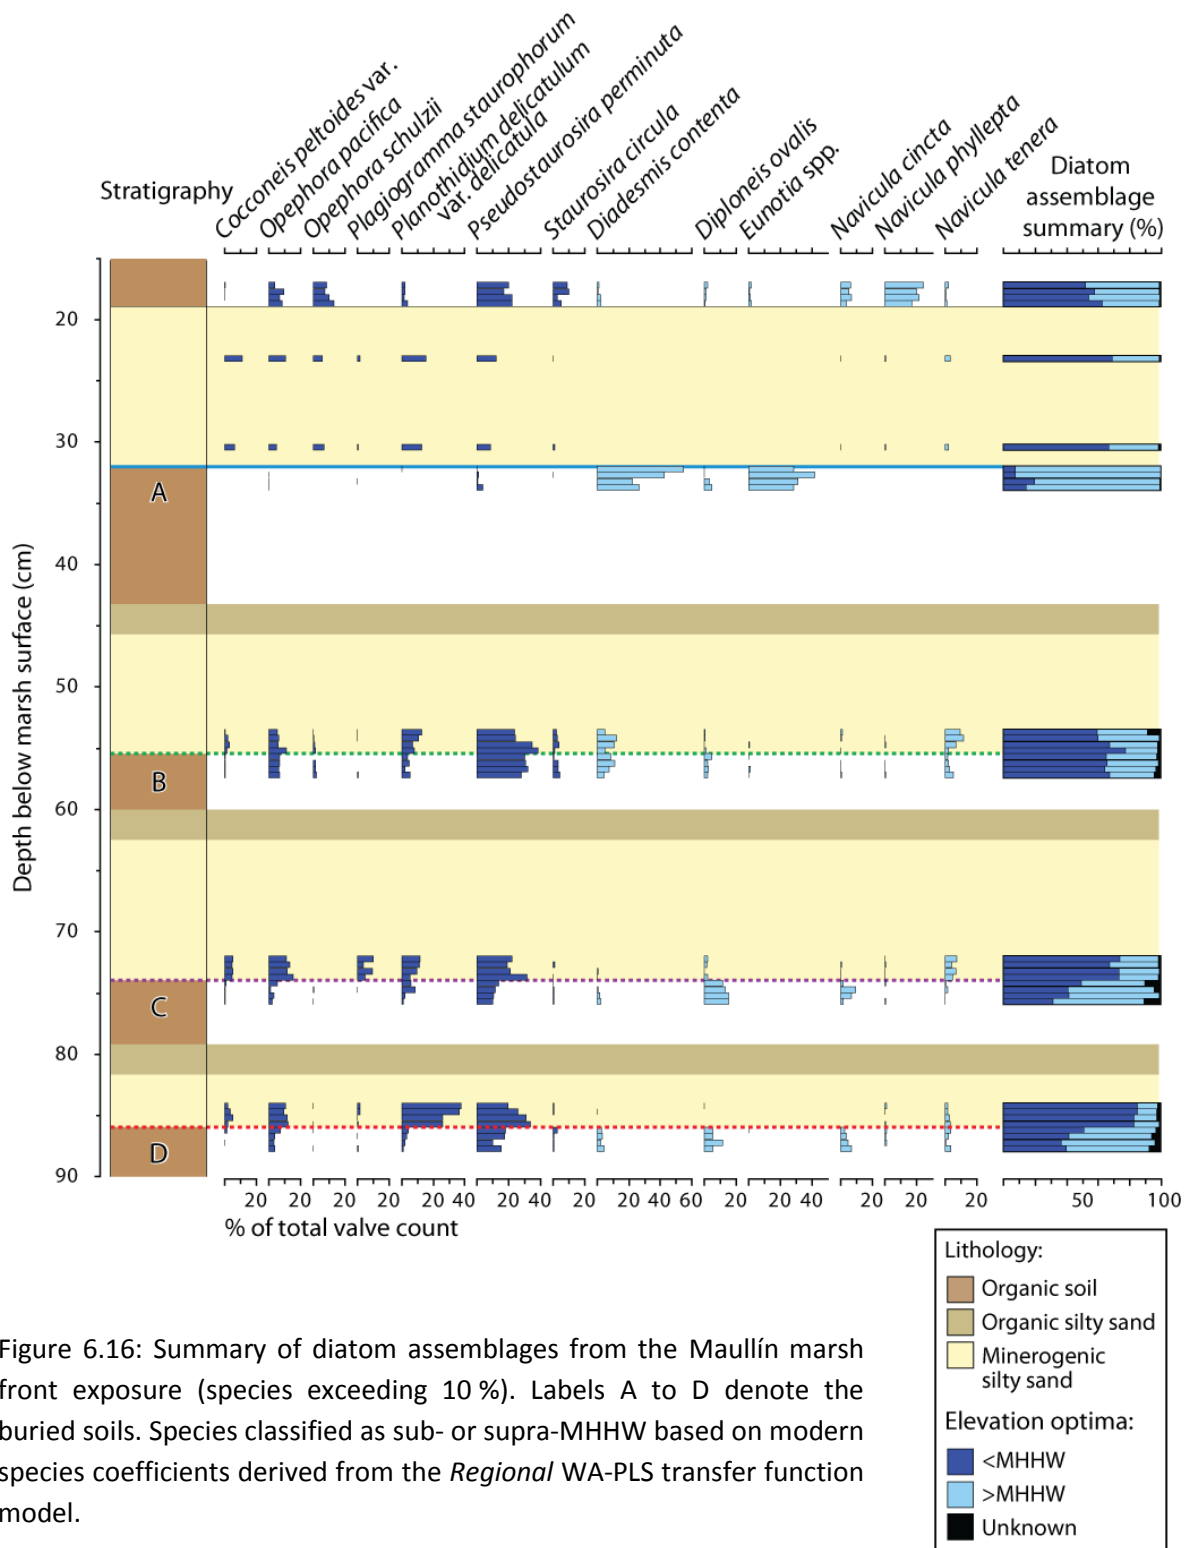 Stratigraphy
Cocconeis peltoides var.
Opephora pacifica
Opephora schulzii
Plagiogramma staurophorum
Planothidium delicatulum
var. delicatula
Pseudostaurosira perminuta
Staurosira circula
Diadesmis contenta
Diploneis ovalis
Eunotia spp.
Navicula cincta
Navicula phyllepta
Navicula tenera
Diatom
assemblage
summary (%)
Depth below marsh surface (cm)
20
30
40
50
60
70
80
90
A
B
C
D
20 20 20 20 20 40 20 40 20 20 40 60 20 20 40 20 20 20 50 100
% of total valve count
Lithology:
Organic soil
Organic silty sand
Minerogenic
silty sand
Elevation optima:
<MHHW
>MHHW
Unknown
Figure 6.16: Summary of diatom assemblages from the Maullín marsh
front exposure (species exceeding 10 %). Labels A to D denote the
buried soils. Species classified as sub- or supra-MHHW based on modern
species coefficients derived from the Regional WA-PLS transfer function
model.